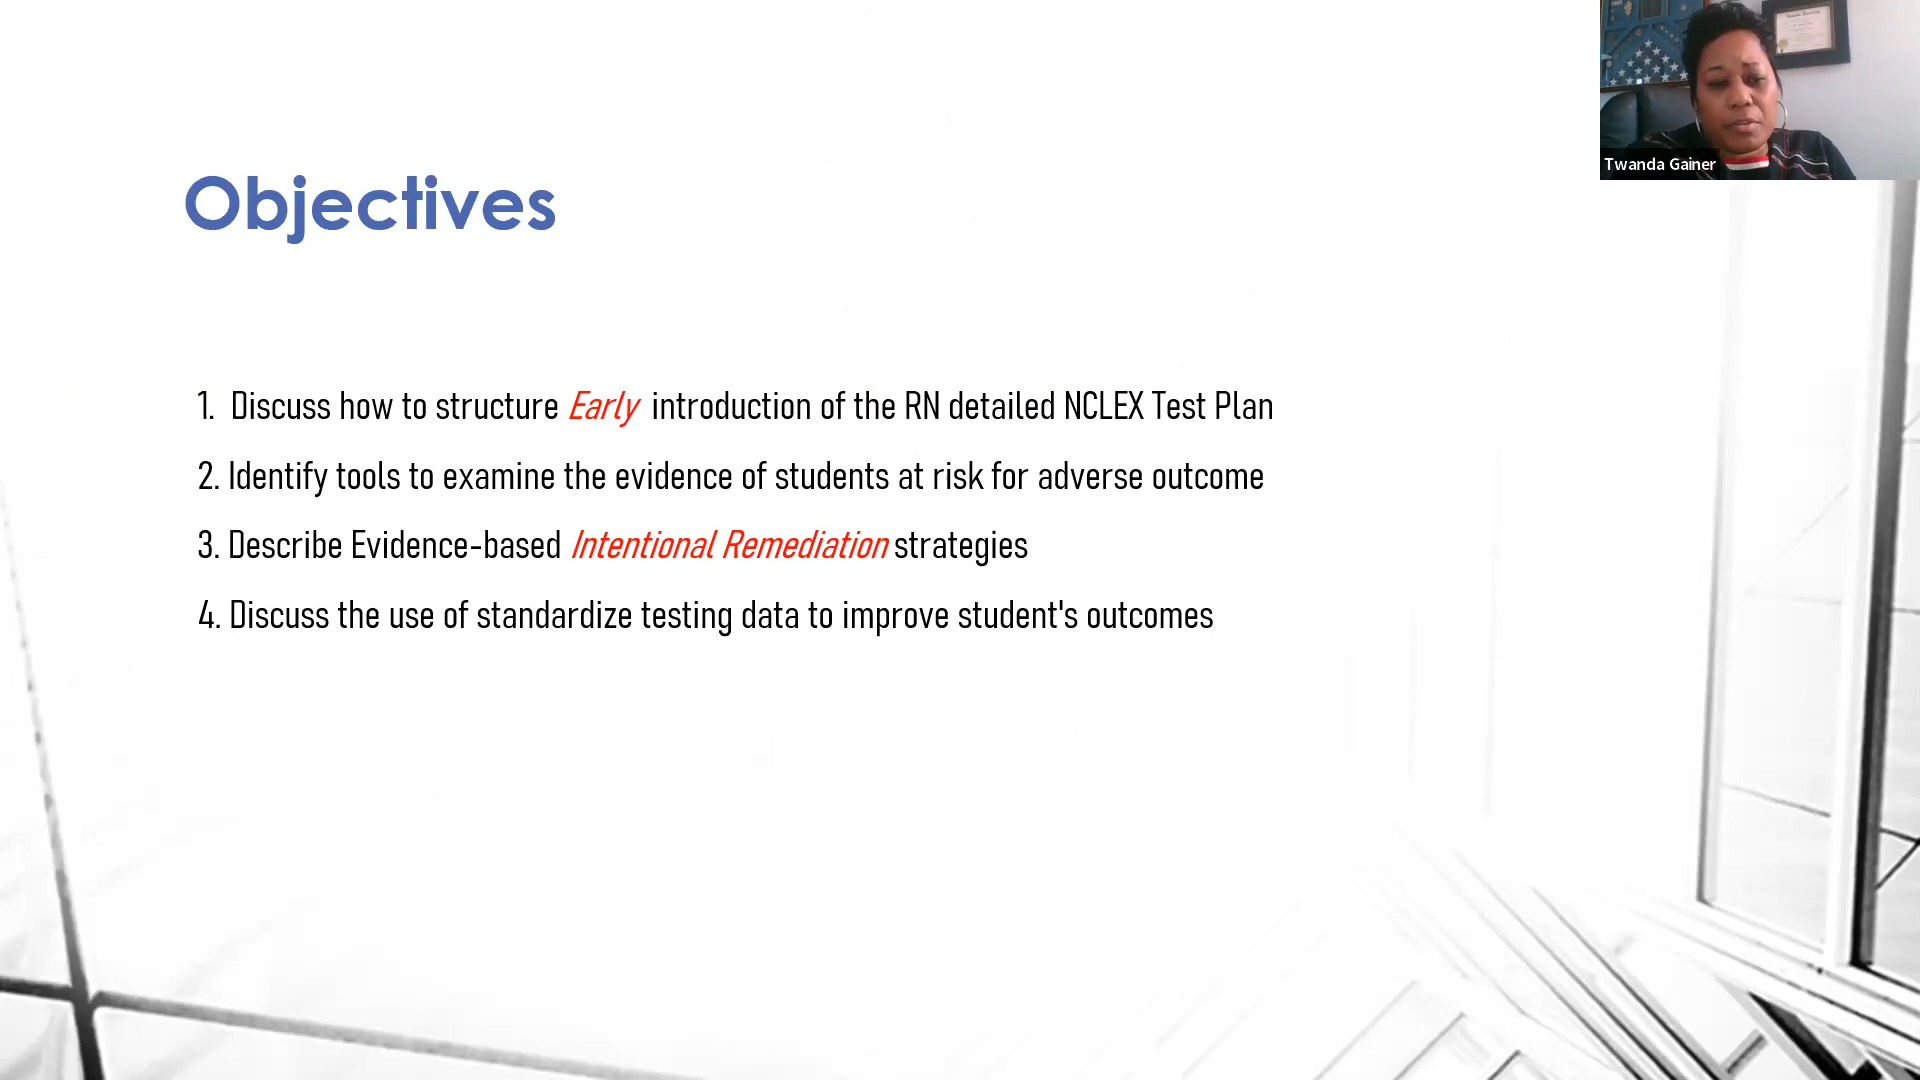 Twanda Gainer
Objectives
1. Discuss how to structure Early introduction of the RN detailed NCLEX Test Plan
2. Identify tools to examine the evidence of students at risk for adverse outcome
3. Describe Evidence-based Intentional Remediation strategies
4. Discuss the use of standardize testing data to improve student's outcomes